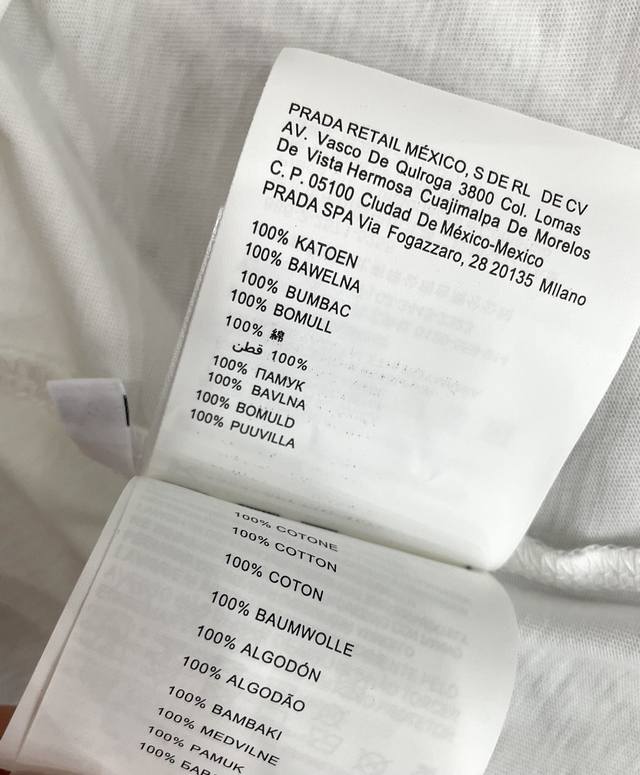 PRADA RETAIL MÉXICO, S DE RL DE CV
AV. Vasco De Quiroga 3800 Col. Lomas
De Vista Hermosa Cuajimalpa De Morelos
C. P. 05100 Ciudad De México-Mexico
PRADA SPA Via Fogazzaro, 28 20135 MIlano
100% KATOEN
100% BAWELNA
100% BUMBAC
100% BOMULL
100% 綿
100% قطن
100% ПАМУК
100% BAVLNA
100% BOMULD
100% PUUVILLA
100% COTONE
100% COTTON
100% COTON
100% BAUMWOLLE
100% ALGODÓN
100% ALGODÃO
100% BAMBAKI
100% MEDVILNE
100% PAMUK
100%